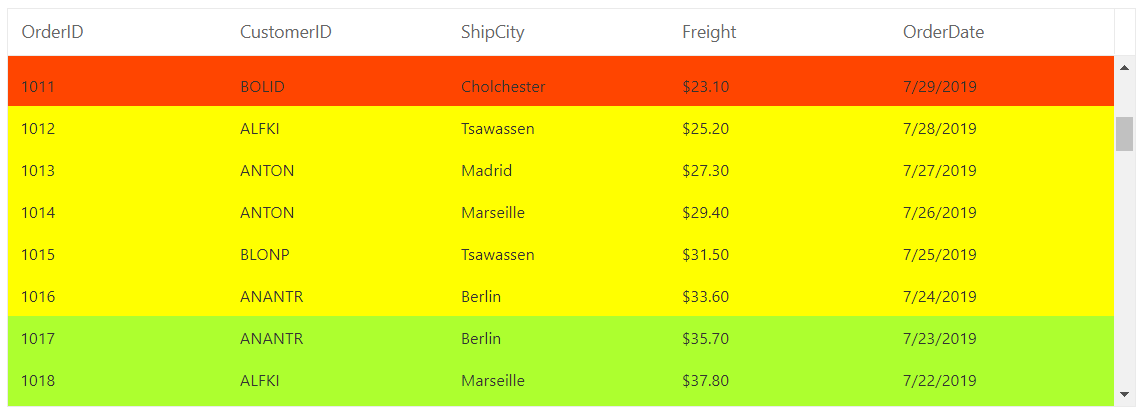 OrderID CustomerID ShipCity Freight OrderDate
1011 BOLID Cholchester $23.10 7/29/2019
1012 ALFKI Tsawassen $25.20 7/28/2019
1013 ANTON Madrid $27.30 7/27/2019
1014 ANTON Marseille $29.40 7/26/2019
1015 BLONP Tsawassen $31.50 7/25/2019
1016 ANANTR Berlin $33.60 7/24/2019
1017 ANANTR Berlin $35.70 7/23/2019
1018 ALFKI Marseille $37.80 7/22/2019